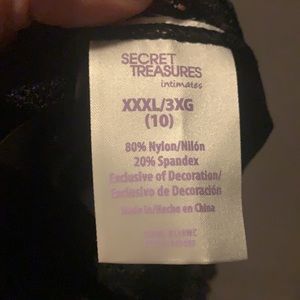 SECRET
TREASURES
intimates
XXXL/3XG
(10)
80% Nylon/Nilón
20% Spandex
Exclusive of Decoration/
Exclusivo de Decoración
Made in/Hecho en China